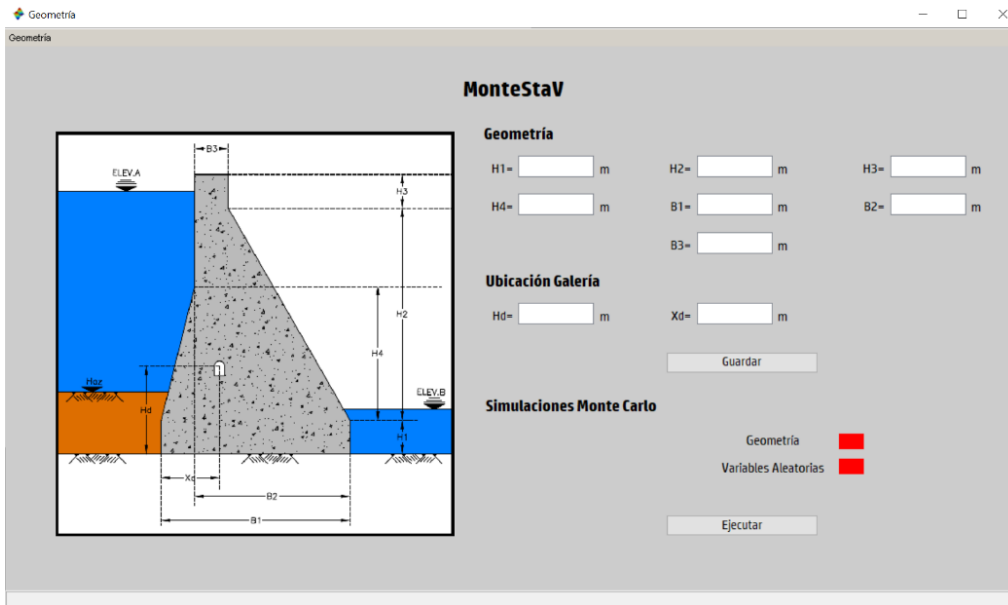 Geometría
Geometría
MonteStaV
B3
ELEV.A
H3
H2
H4
Haz
Hd
ELEV.B
H1
Xd
B2
B1
Geometría
H1= m H2= m H3= m
H4= m B1= m B2= m
B3= m
Ubicación Galería
Hd= m Xd= m
Guardar
Simulaciones Monte Carlo
Geometría
Variables Aleatorias
Ejecutar